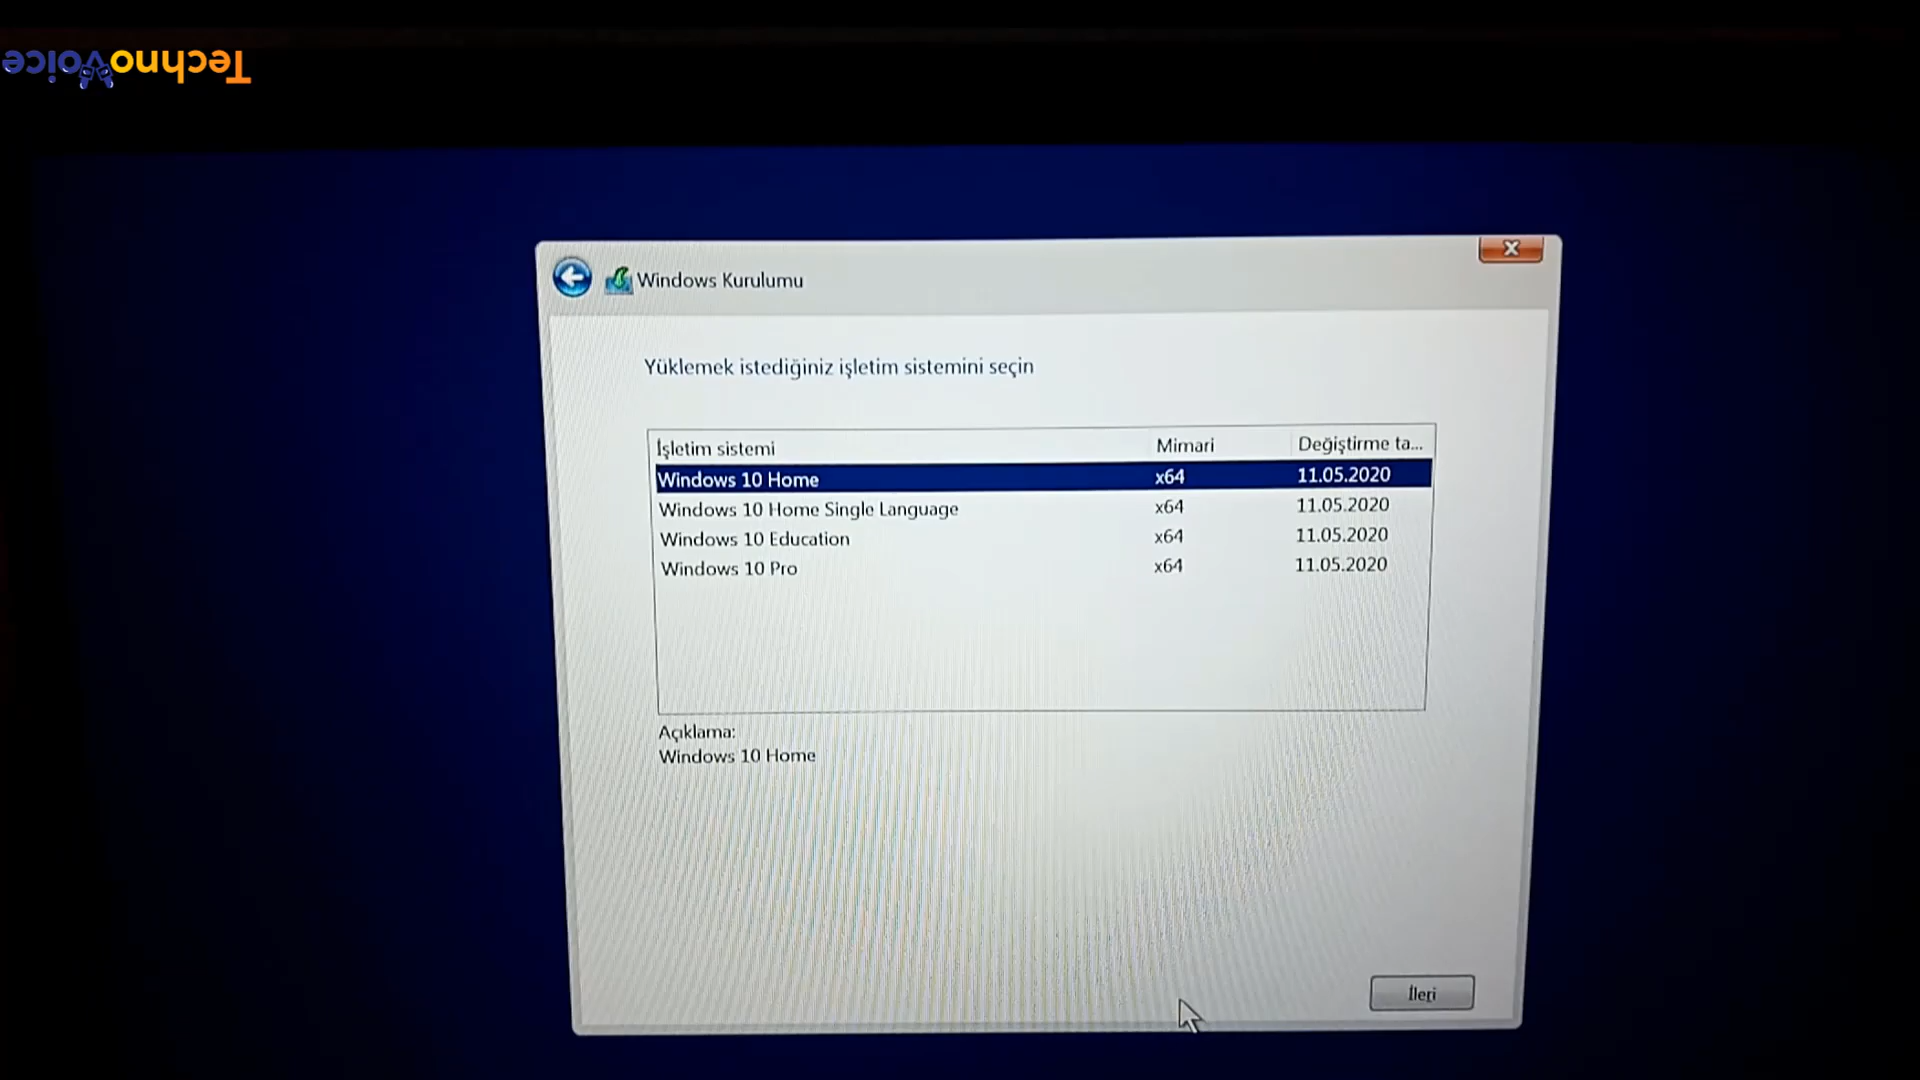 TechnoVoice
Windows Kurulumu
Yüklemek istediğiniz işletim sistemini seçin
İşletim sistemi Mimari Değiştirme ta...
Windows 10 Home x64 11.05.2020
Windows 10 Home Single Language x64 11.05.2020
Windows 10 Education x64 11.05.2020
Windows 10 Pro x64 11.05.2020
Açıklama:
Windows 10 Home
İleri